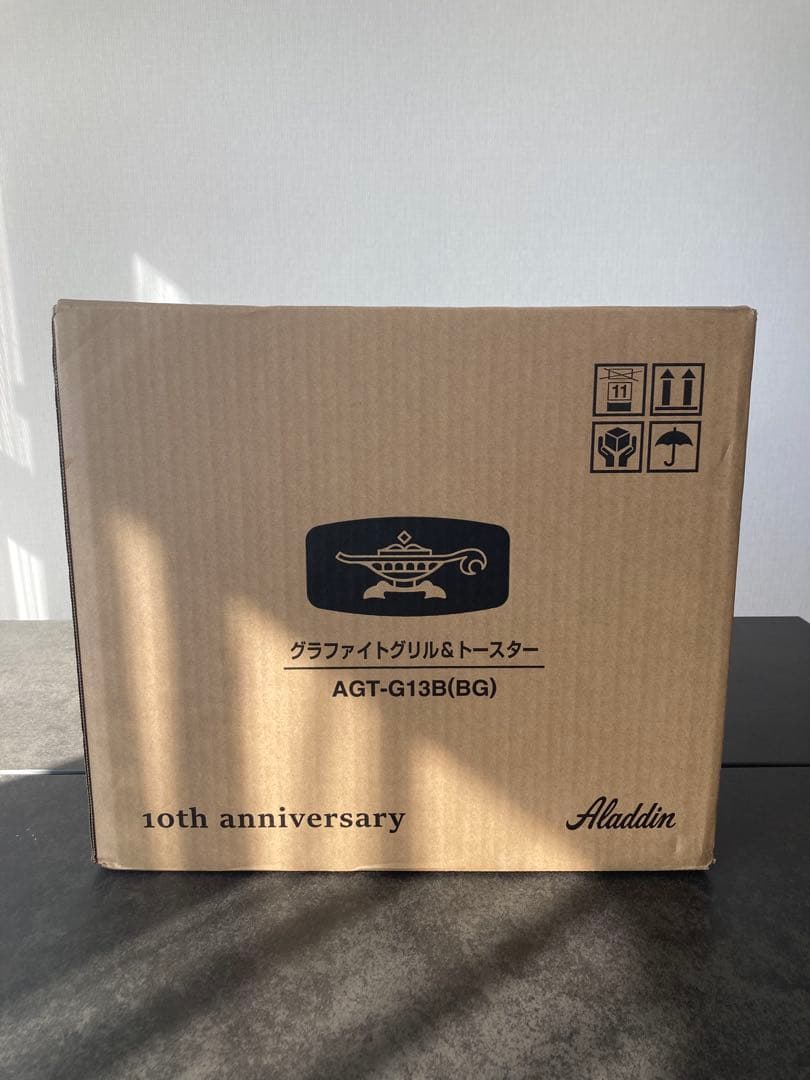 11
グラファイトグリル&トースター
AGT-G13B(BG)
10th anniversary
Aladdin